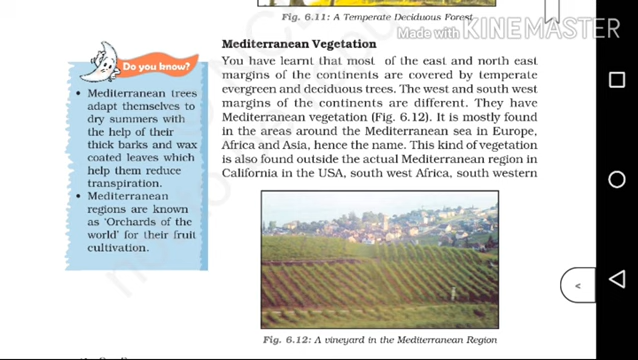 Fig. 6.11: A Temperate Deciduous Forest
Made with KINEMASTER
Mediterranean Vegetation
You have learnt that most of the east and north east
margins of the continents are covered by temperate
evergreen and deciduous trees. The west and south west
margins of the continents are different. They have
Mediterranean vegetation (Fig. 6.12). It is mostly found
in the areas around the Mediterranean sea in Europe,
Africa and Asia, hence the name. This kind of vegetation
is also found outside the actual Mediterranean region in
California in the USA, south west Africa, south western
Do you know?
• Mediterranean trees
adapt themselves to
dry summers with
the help of their
thick barks and wax
coated leaves which
help them reduce
transpiration.
• Mediterranean
regions are known
as ‘Orchards of the
world’ for their fruit
cultivation.
Fig. 6.12: A vineyard in the Mediterranean Region